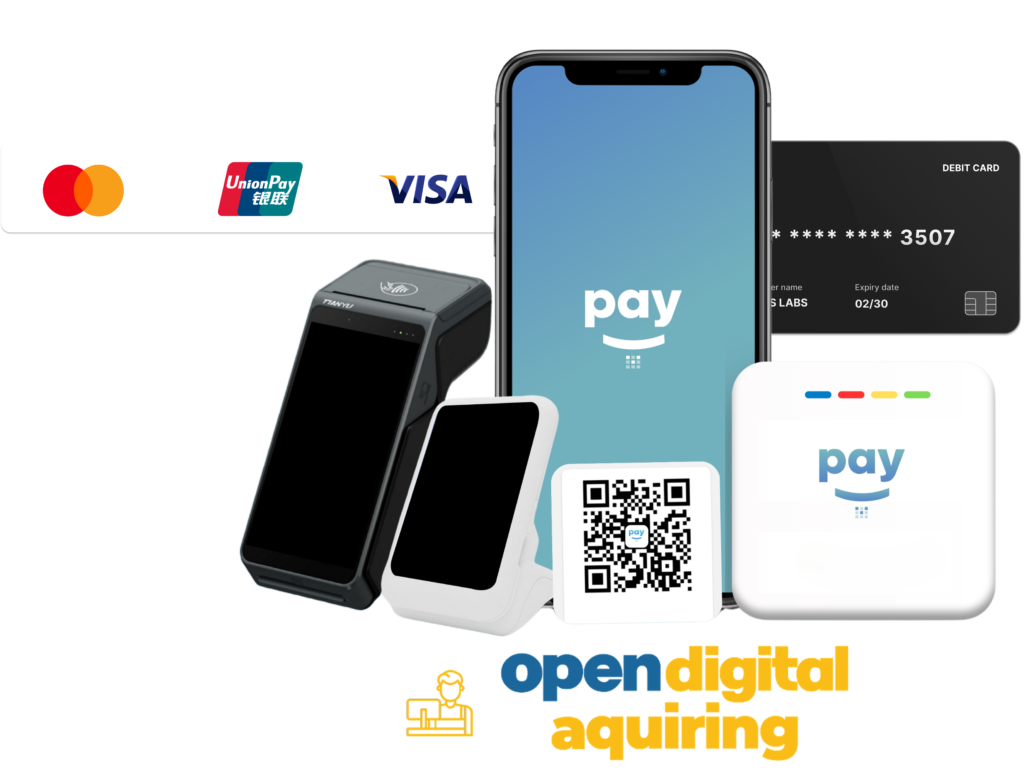 DEBIT CARD
UnionPay
银联
VISA
* **** **** 3507
er name
Expiry date
S LABS
02/30
TIANYU
pay
pay
pay
open digital
aquiring